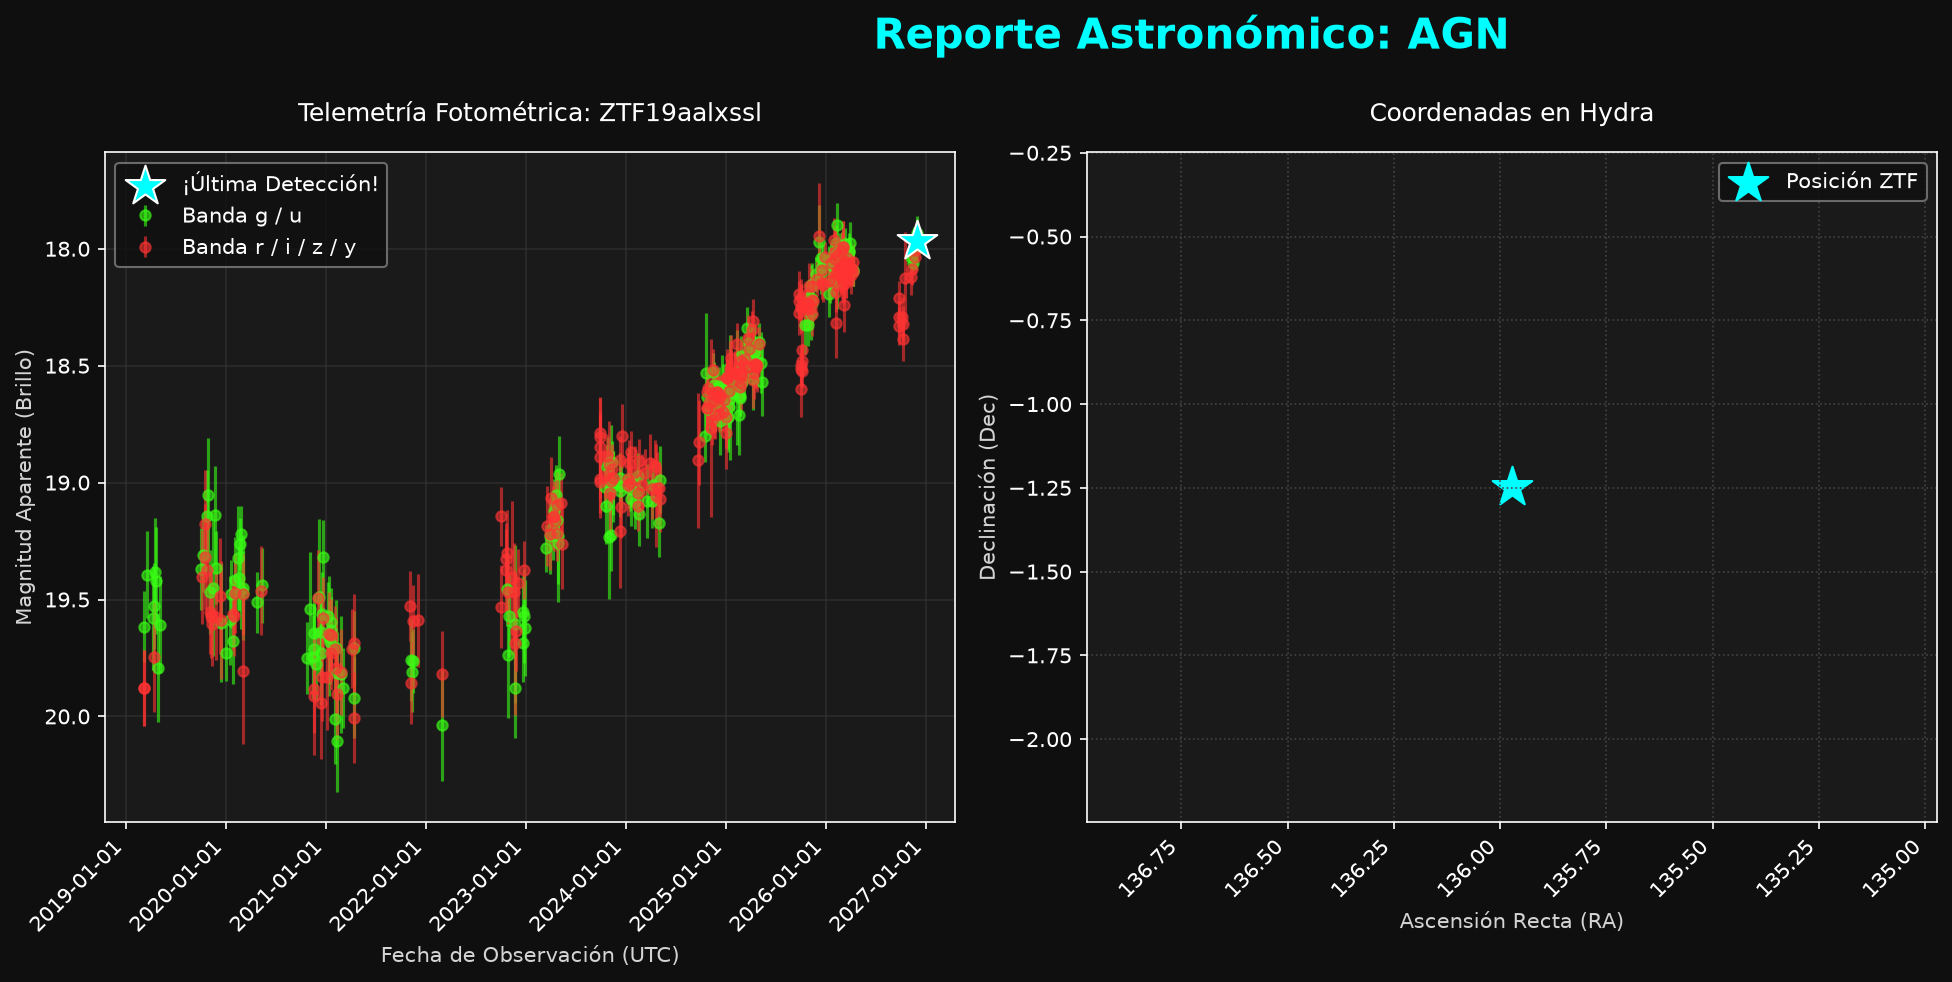 Reporte Astronómico: AGN
Telemetría Fotométrica: ZTF19aalxssl
¡Última Detección!
Banda g / u
Banda r / i / z / y
Magnitud Aparente (Brillo)
18.0
18.5
19.0
19.5
20.0
2019-01-01
2020-01-01
2021-01-01
2022-01-01
2023-01-01
2024-01-01
2025-01-01
2026-01-01
2027-01-01
Fecha de Observación (UTC)
Coordenadas en Hydra
Posición ZTF
Declinación (Dec)
−0.25
−0.50
−0.75
−1.00
−1.25
−1.50
−1.75
−2.00
136.75
136.50
136.25
136.00
135.75
135.50
135.25
135.00
Ascensión Recta (RA)